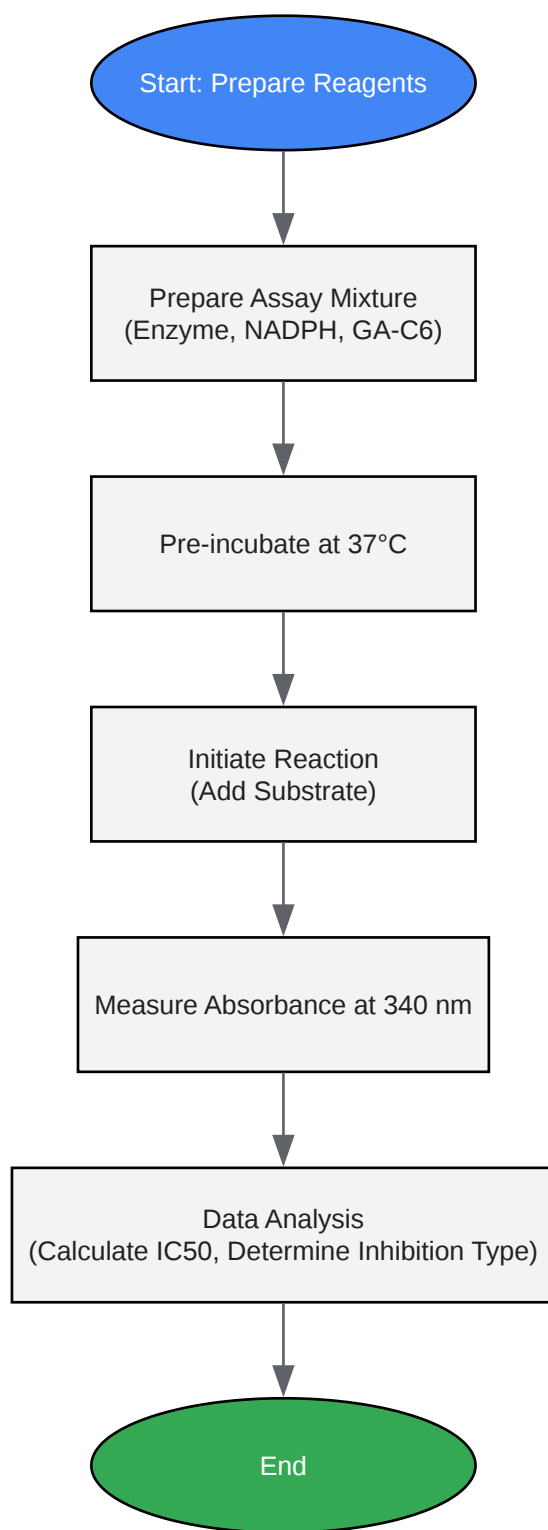 Start: Prepare Reagents
Prepare Assay Mixture
(Enzyme, NADPH, GA-C6)
Pre-incubate at 37°C
Initiate Reaction
(Add Substrate)
Measure Absorbance at 340 nm
Data Analysis
(Calculate IC50, Determine Inhibition Type)
End